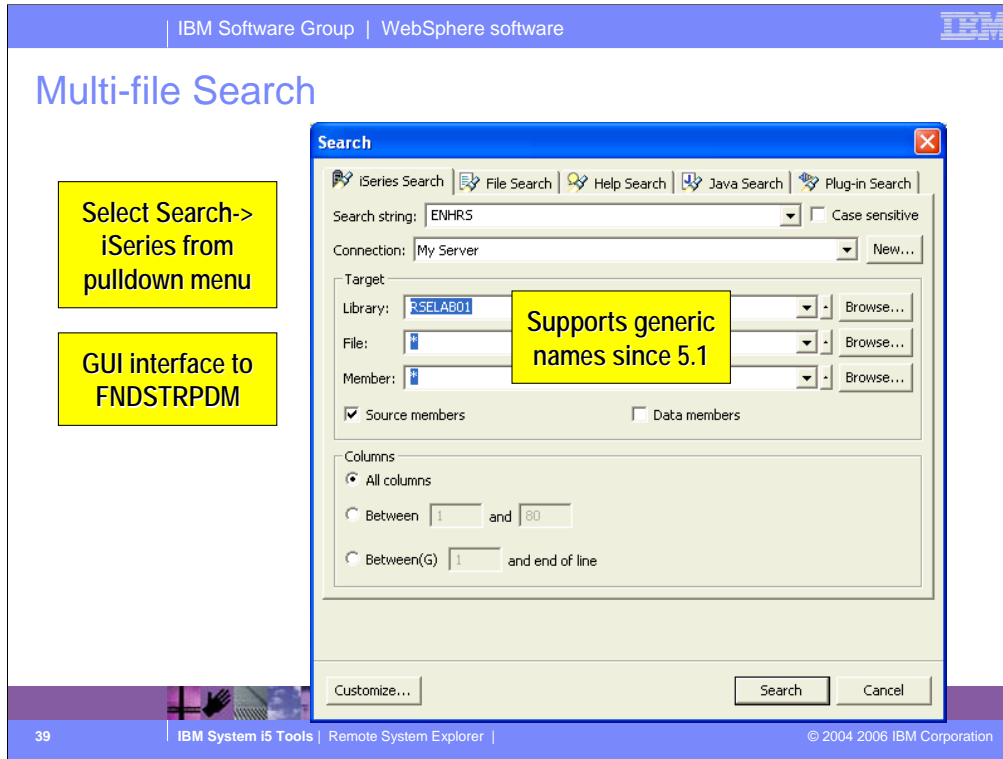 IBM Software Group | WebSphere software
IBM
Multi-file Search
Select Search->
iSeries from
pulldown menu
GUI interface to
FNDSTRPDM
Search
iSeries Search File Search Help Search Java Search Plug-in Search
Search string: ENHRS Case sensitive
Connection: My Server New...
Target
Library: RSELAB01 Browse...
File: * Browse...
Member: * Browse...
Supports generic
names since 5.1
Source members Data members
Columns
All columns
Between 1 and 80
Between(G) 1 and end of line
Customize... Search Cancel
39 IBM System i5 Tools | Remote System Explorer | © 2004 2006 IBM Corporation